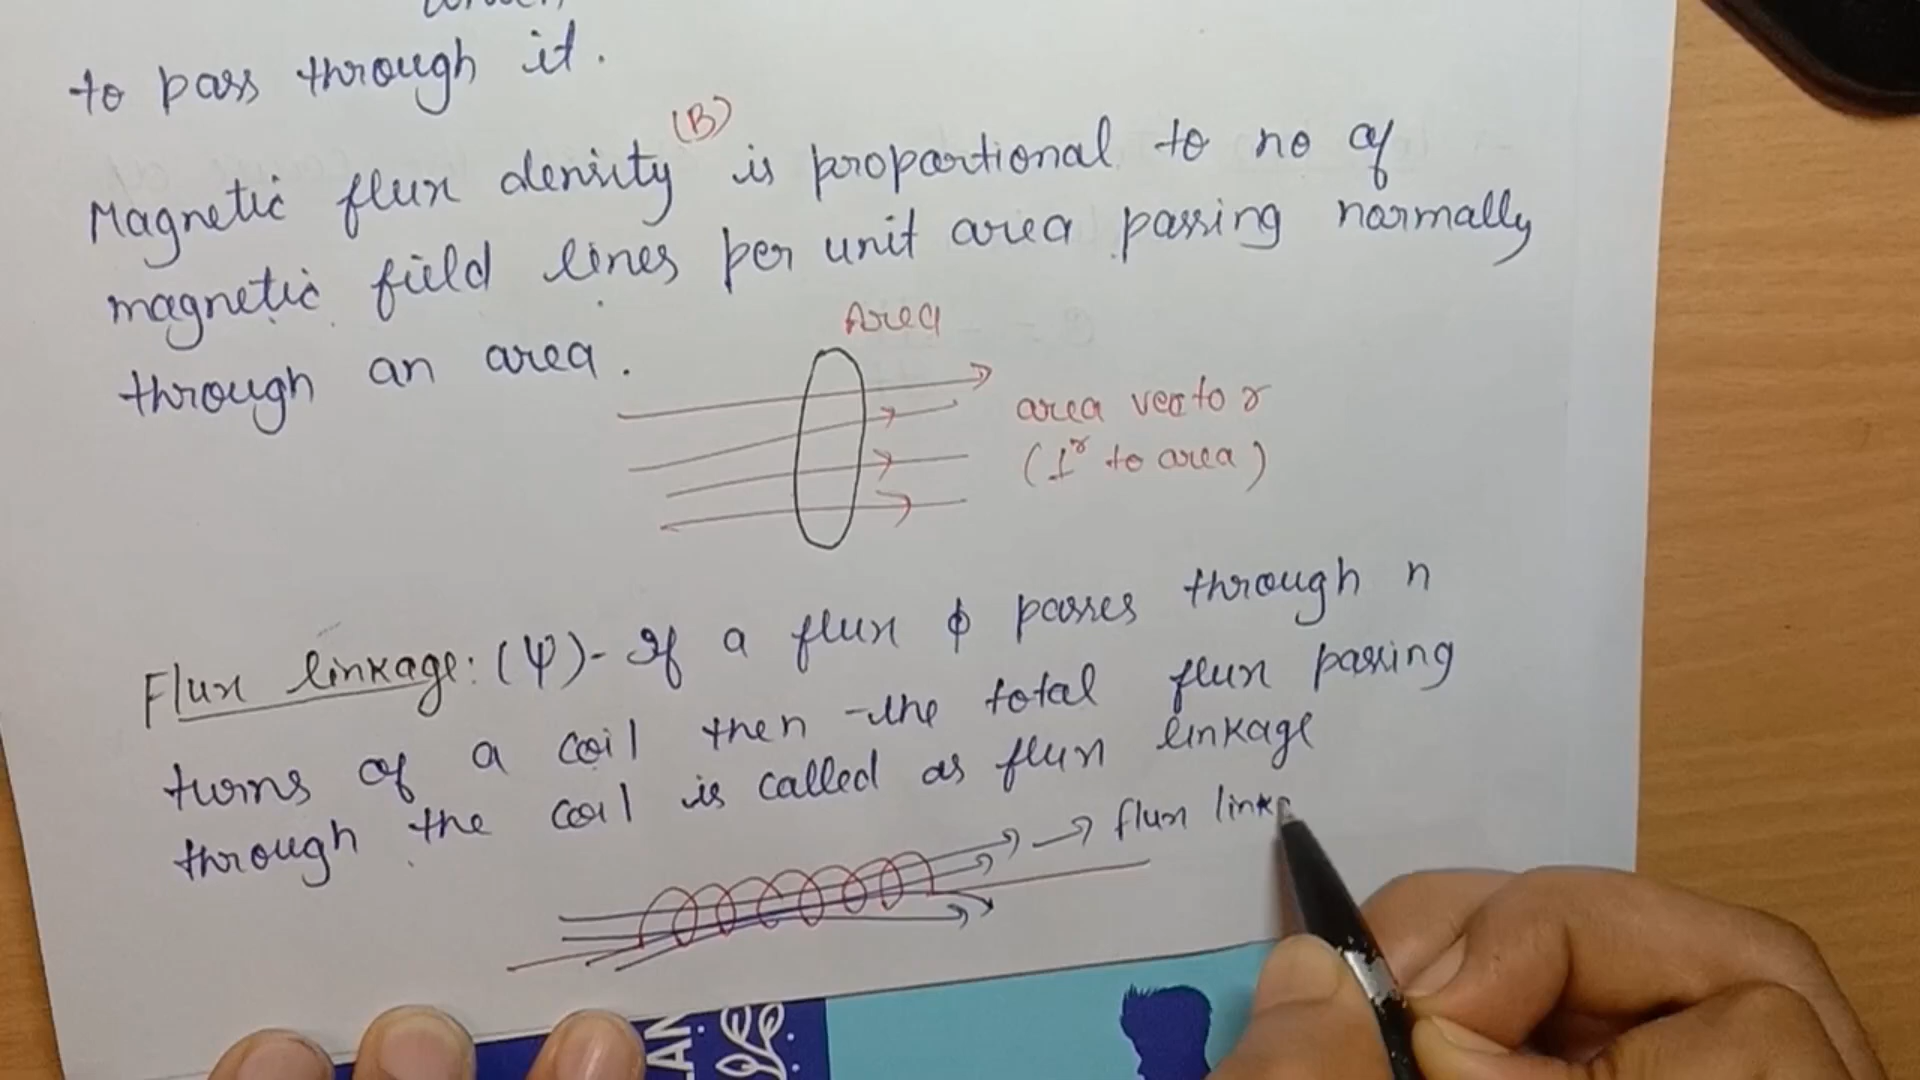 to pass through it.
(B)
Magnetic flux density is proportional to no of
magnetic field lines per unit area passing normally
through an area.
Area
area vector
(⊥r to area)
Flux linkage: (ψ)- If a flux ϕ passes through n
turns of a coil then the total flux passing
through the coil is called as flux linkage
flux linka
LAN